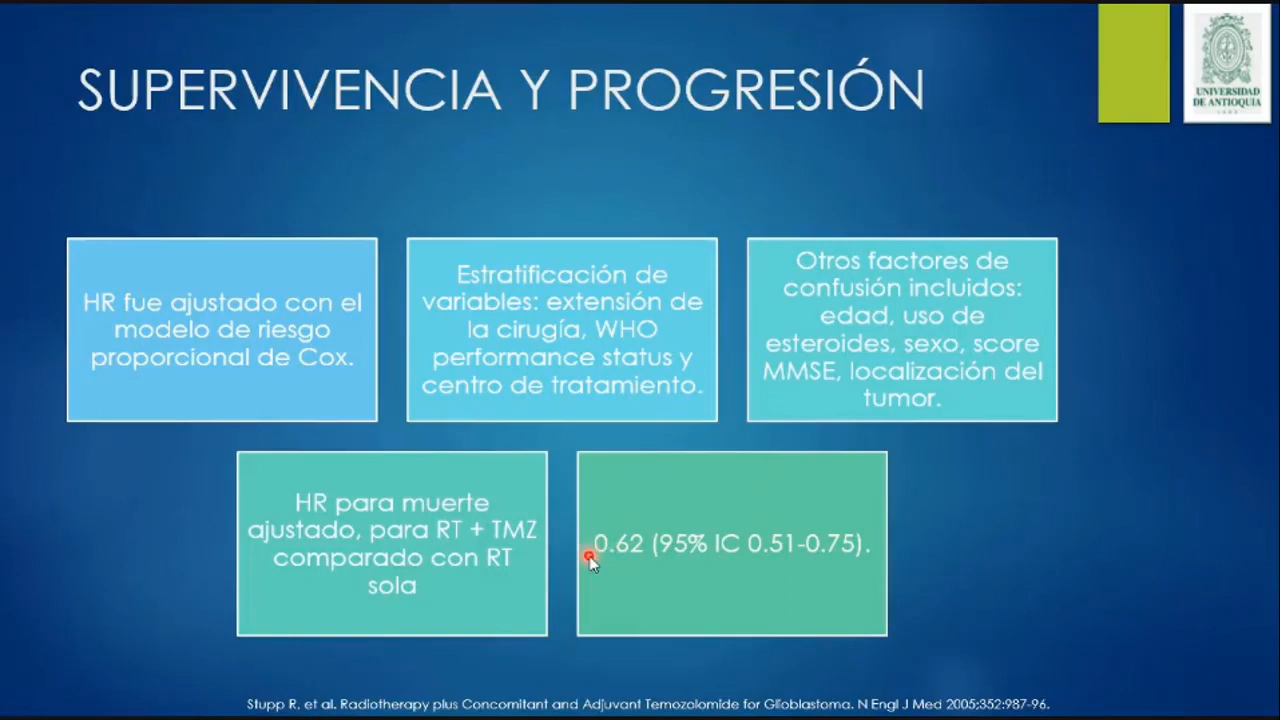 SUPERVIVENCIA Y PROGRESIÓN
UNIVERSIDAD
DE ANTIOQUIA
HR fue ajustado con el
modelo de riesgo
proporcional de Cox.
Estratificación de
variables: extensión de
la cirugía, WHO
performance status y
centro de tratamiento.
Otros factores de
confusión incluidos:
edad, uso de
esteroides, sexo, score
MMSE, localización del
tumor.
HR para muerte
ajustado, para RT + TMZ
comparado con RT
sola
0.62 (95% IC 0.51-0.75).
Stupp R, et al. Radiotherapy plus Concomitant and Adjuvant Temozolomide for Glioblastoma. N Engl J Med 2005;352:987-96.